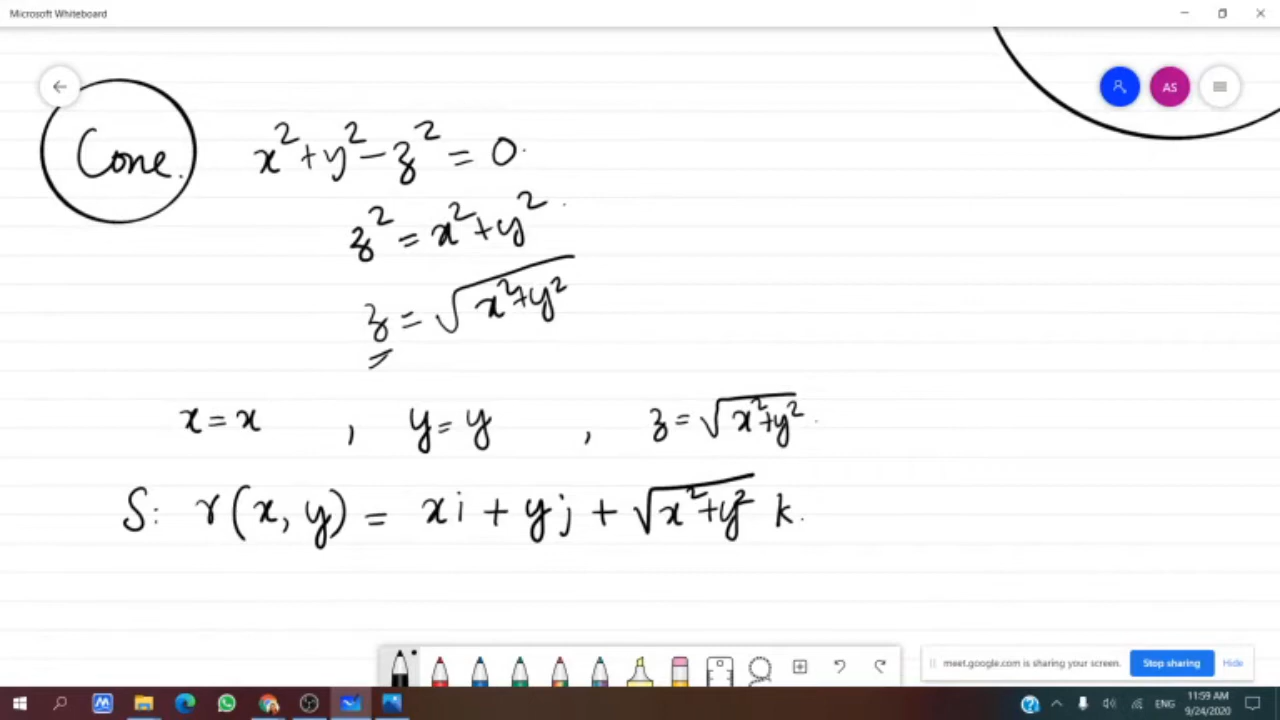 Microsoft Whiteboard
AS
Cone.
x²+y²-z² = 0.
z² = x²+y².
z = √x²+y²
x = x , y = y , z = √x²+y².
S: r(x, y) = xi + yj + √x²+y² k.
meet.google.com is sharing your screen. Stop sharing Hide
ENG
11:59 AM
9/24/2020